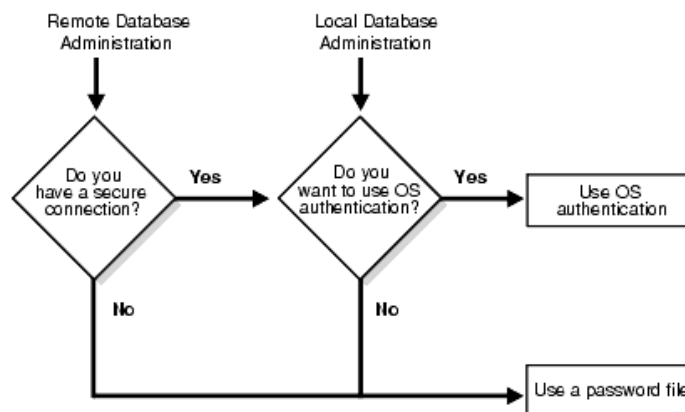 Remote Database
Administration
Local Database
Administration
Do you
have a secure
connection?
Yes
Do you
want to use OS
authentication?
Yes
Use OS
authentication
No
No
Use a password file